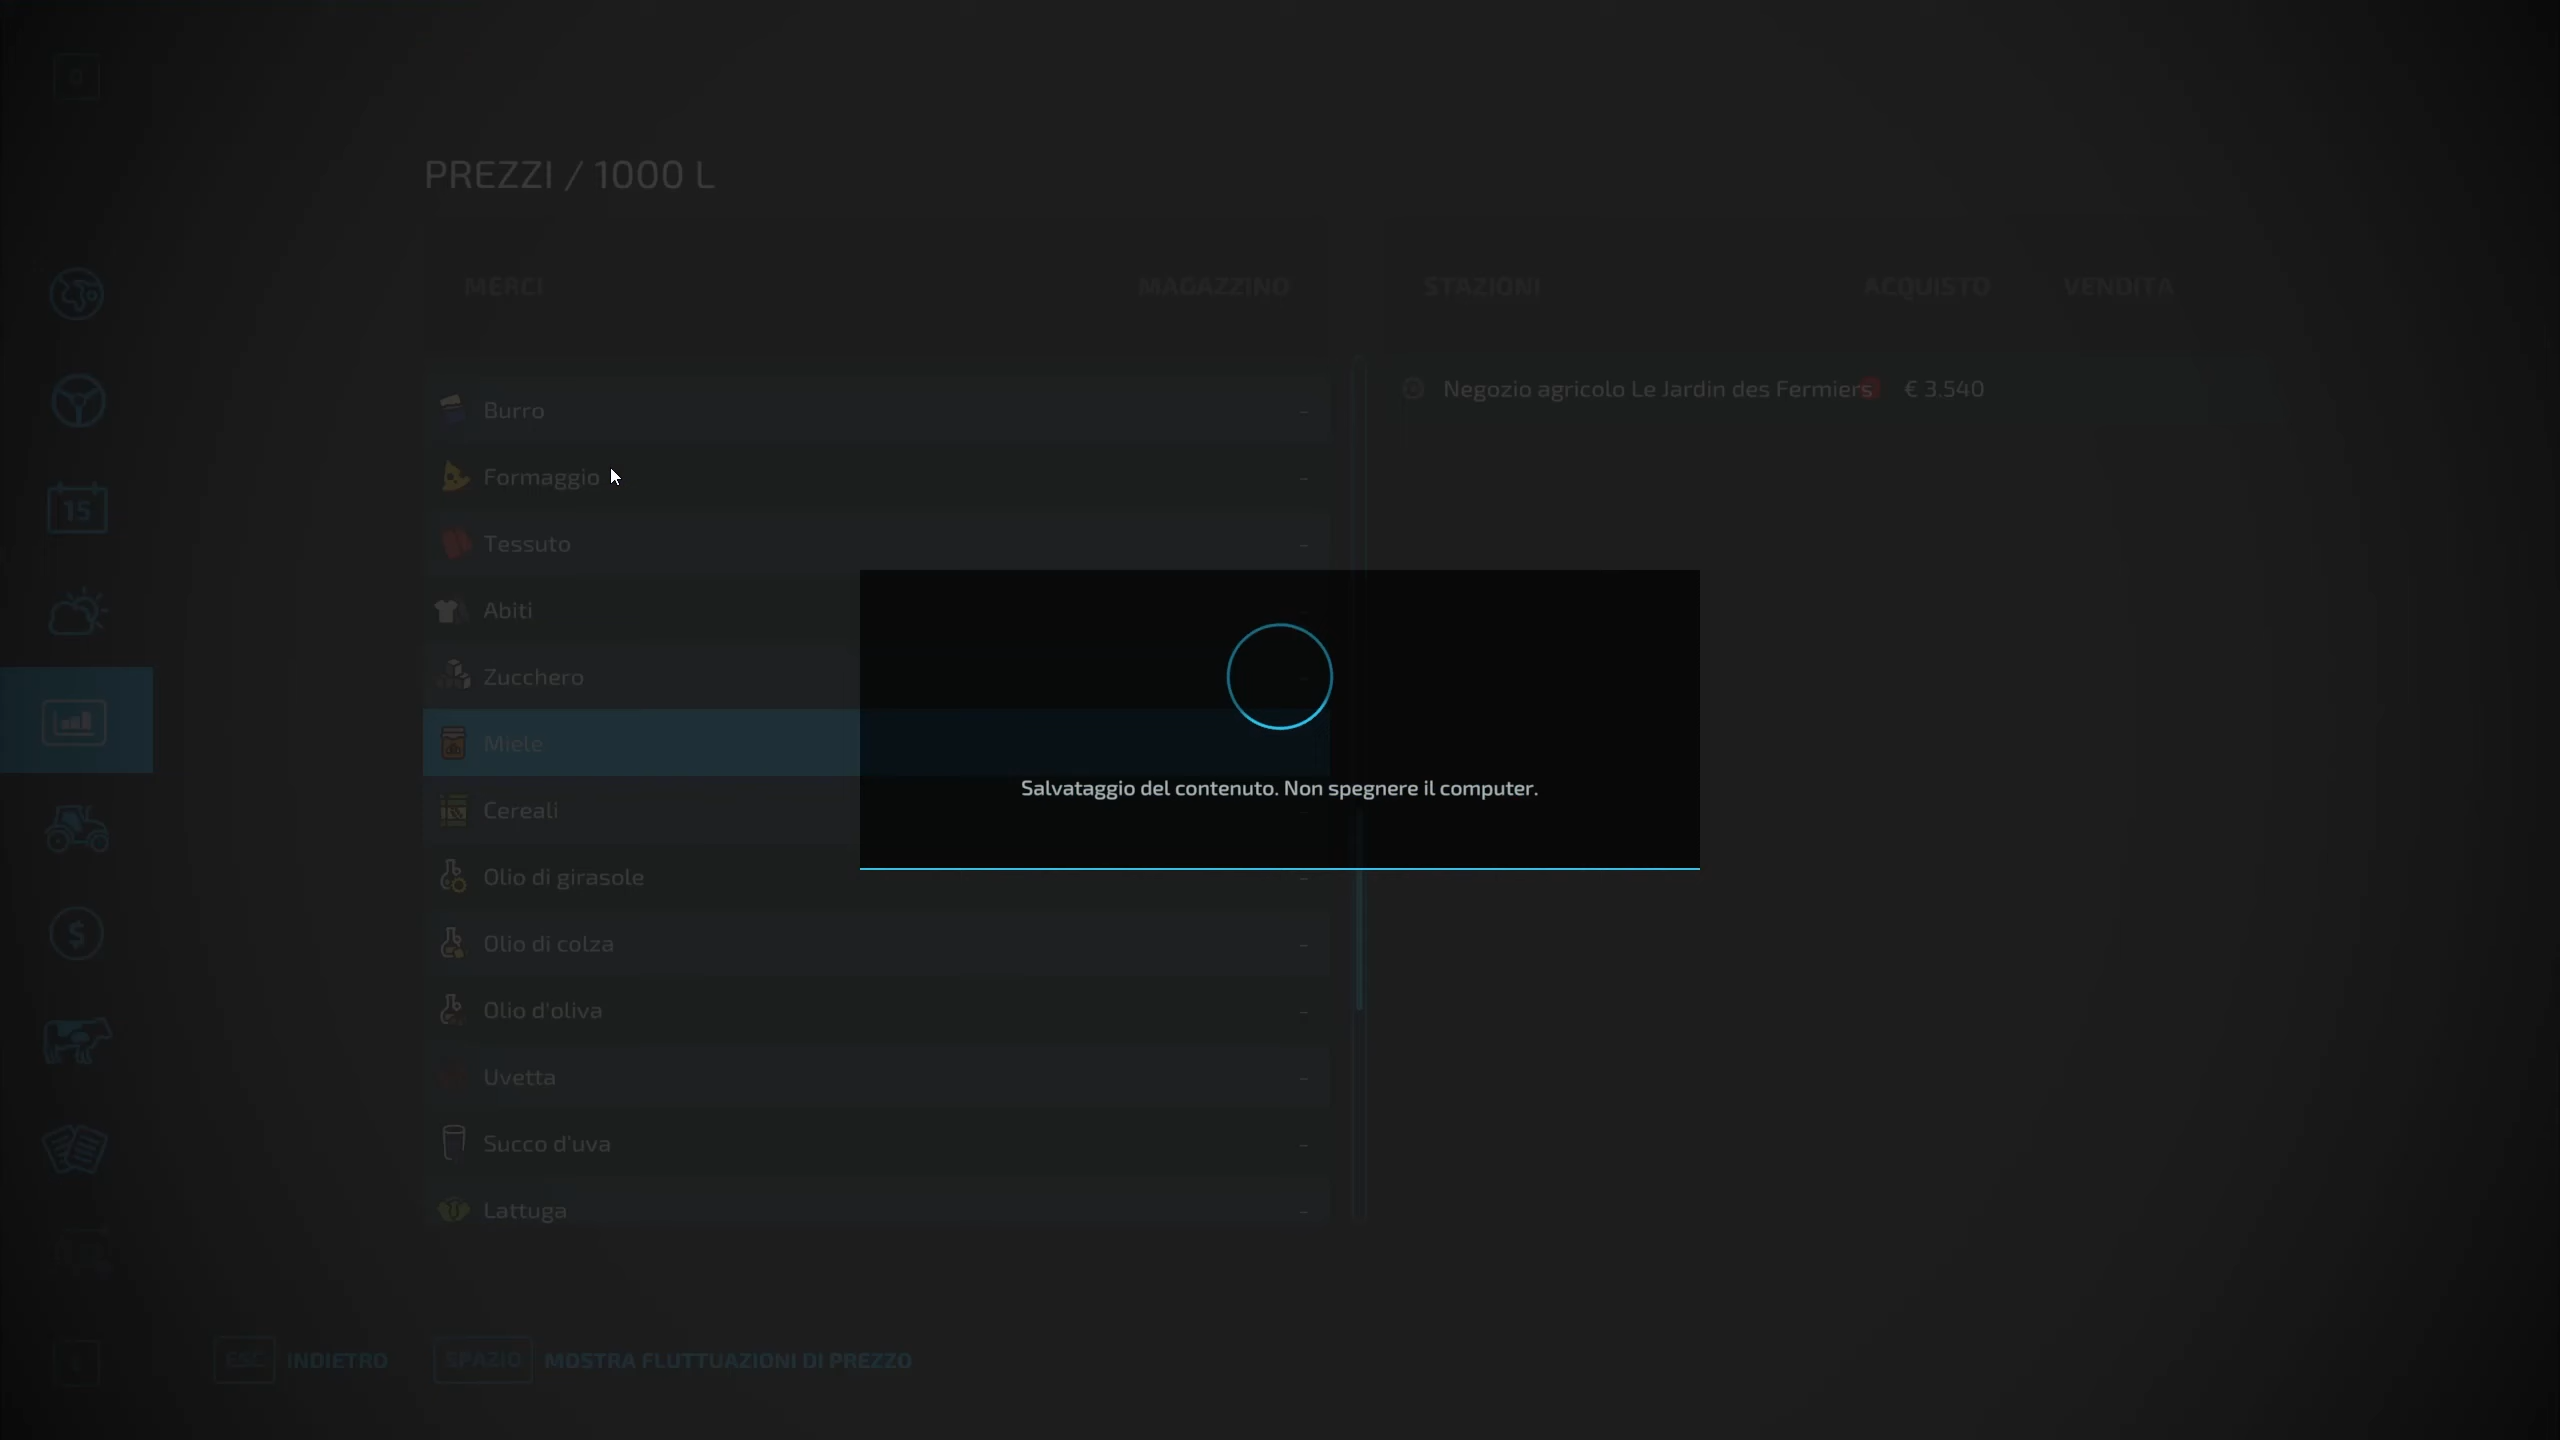 PREZZI / 1000 L
MERCI MAGAZZINO STAZIONI ACQUISTO VENDITA
Negozio agricolo Le Jardin des Fermiers € 3.540
Burro -
Formaggio -
15
Tessuto -
Abiti -
Zucchero -
Miele
Salvataggio del contenuto. Non spegnere il computer.
Cereali -
Olio di girasole -
$
Olio di colza -
Olio d'oliva -
Uvetta -
Succo d'uva -
Lattuga -
ESC INDIETRO SPAZIO MOSTRA FLUTTUAZIONI DI PREZZO